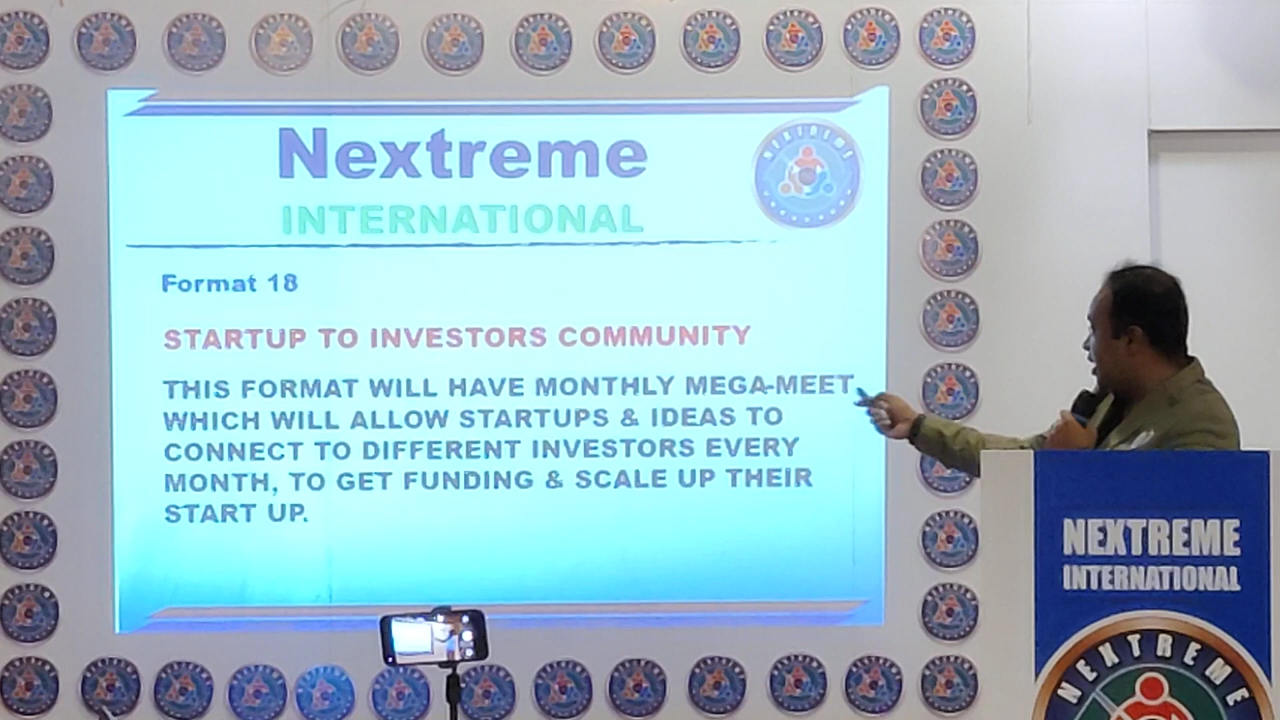 Nextreme
INTERNATIONAL
NEXTREME
Format 18
STARTUP TO INVESTORS COMMUNITY
THIS FORMAT WILL HAVE MONTHLY MEGA-MEET
WHICH WILL ALLOW STARTUPS & IDEAS TO
CONNECT TO DIFFERENT INVESTORS EVERY
MONTH, TO GET FUNDING & SCALE UP THEIR
START UP.
NEXTREME
INTERNATIONAL
NEXTREME